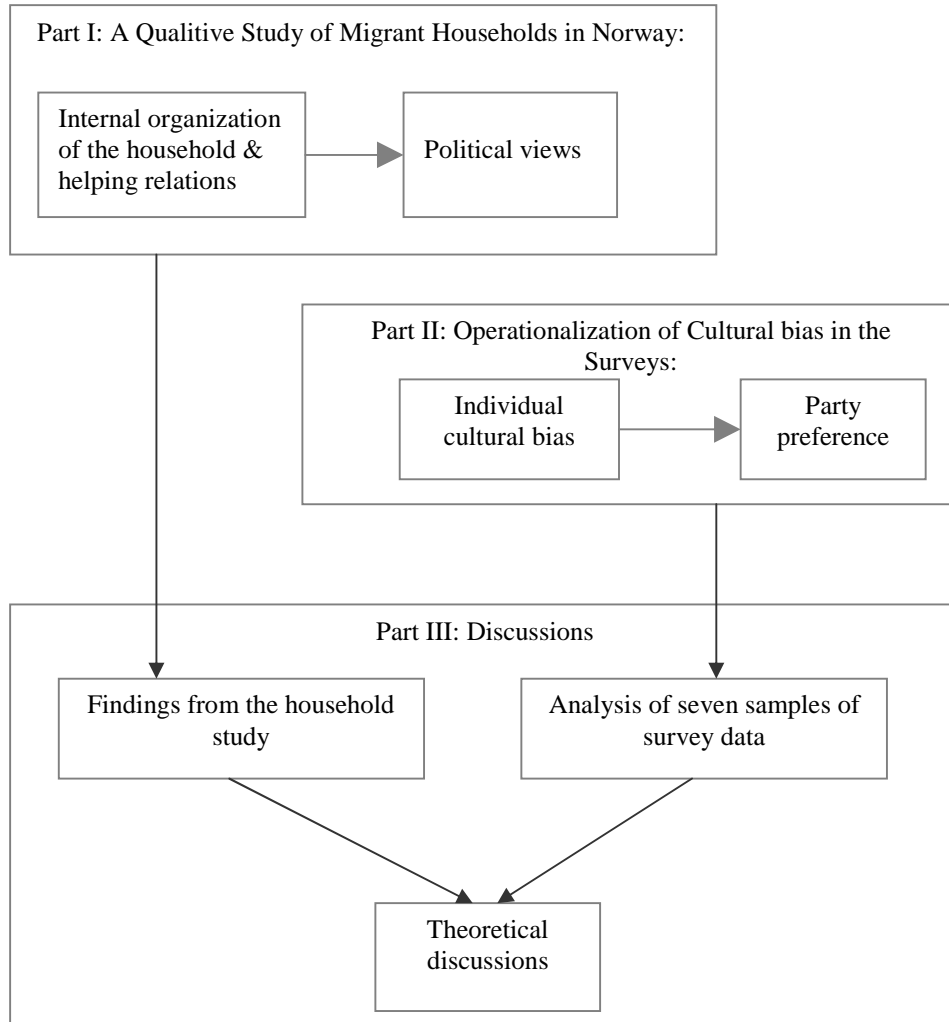 Part I: A Qualitive Study of Migrant Households in Norway:
Internal organization
of the household &
helping relations
Political views
Part II: Operationalization of Cultural bias in the
Surveys:
Individual
cultural bias
Party
preference
Part III: Discussions
Findings from the household
study
Analysis of seven samples of
survey data
Theoretical
discussions